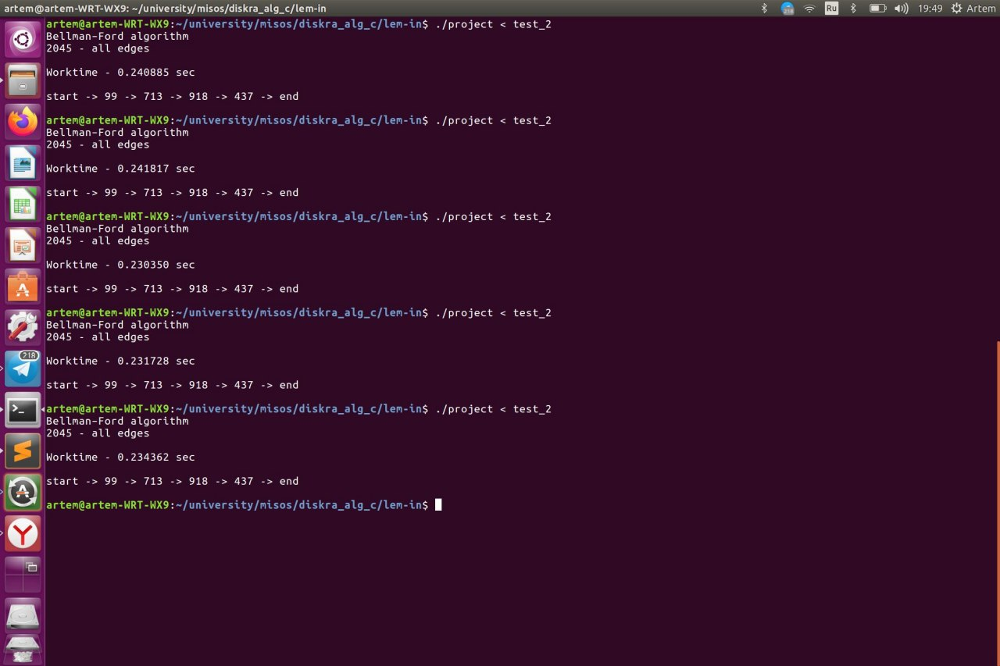 artem@artem-WRT-WX9: ~/university/misos/diskra_alg_c/lem-in 218 Ru 19:49 Artem
artem@artem-WRT-WX9:~/university/misos/diskra_alg_c/lem-in$ ./project < test_2
Bellman-Ford algorithm
2045 - all edges
Worktime - 0.240885 sec
start -> 99 -> 713 -> 918 -> 437 -> end
artem@artem-WRT-WX9:~/university/misos/diskra_alg_c/lem-in$ ./project < test_2
Bellman-Ford algorithm
2045 - all edges
Worktime - 0.241817 sec
start -> 99 -> 713 -> 918 -> 437 -> end
artem@artem-WRT-WX9:~/university/misos/diskra_alg_c/lem-in$ ./project < test_2
Bellman-Ford algorithm
2045 - all edges
Worktime - 0.230350 sec
start -> 99 -> 713 -> 918 -> 437 -> end
artem@artem-WRT-WX9:~/university/misos/diskra_alg_c/lem-in$ ./project < test_2
Bellman-Ford algorithm
2045 - all edges
Worktime - 0.231728 sec
start -> 99 -> 713 -> 918 -> 437 -> end
218
artem@artem-WRT-WX9:~/university/misos/diskra_alg_c/lem-in$ ./project < test_2
Bellman-Ford algorithm
2045 - all edges
Worktime - 0.234362 sec
start -> 99 -> 713 -> 918 -> 437 -> end
artem@artem-WRT-WX9:~/university/misos/diskra_alg_c/lem-in$